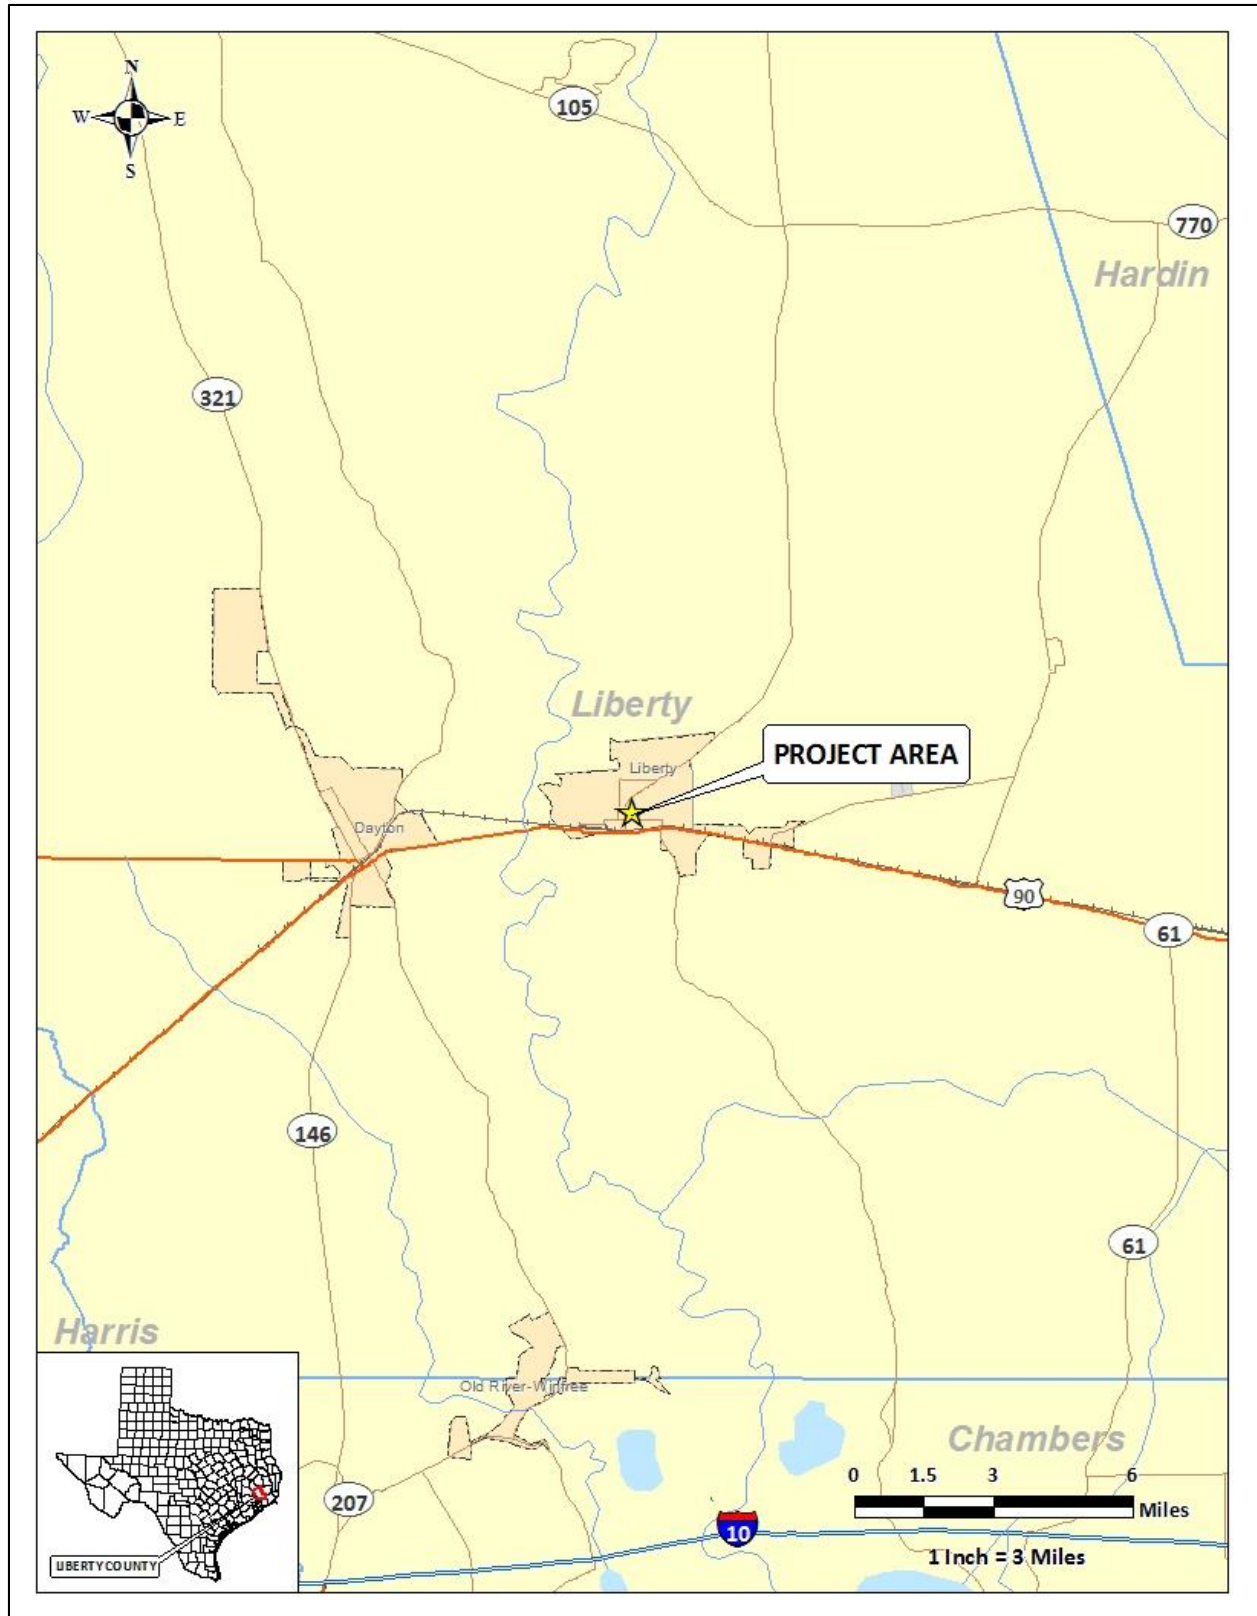 N
W E
S
105
770
Hardin
321
Liberty
PROJECT AREA
Liberty
Dayton
90
61
146
61
Harris
Old River-Winfree
Chambers
0 1.5 3 6
Miles
207
10
1 Inch = 3 Miles
LIBERTY COUNTY